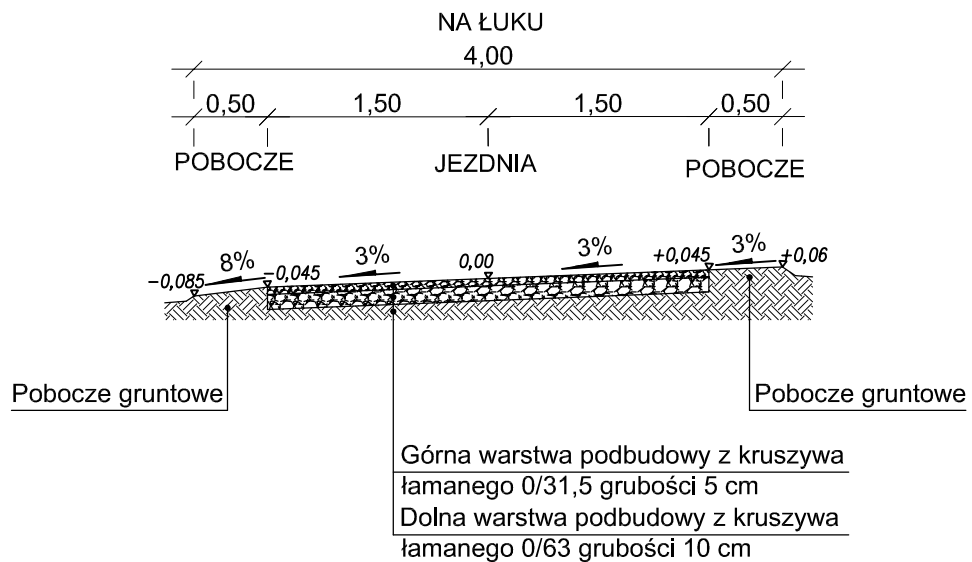 NA ŁUKU
4,00
0,50 1,50 1,50 0,50
POBOCZE JEZDNIA POBOCZE
-0,085 8% -0,045 3% 0,00 3% +0,045 3% +0,06
Pobocze gruntowe Pobocze gruntowe
Górna warstwa podbudowy z kruszywa
łamanego 0/31,5 grubości 5 cm
Dolna warstwa podbudowy z kruszywa
łamanego 0/63 grubości 10 cm